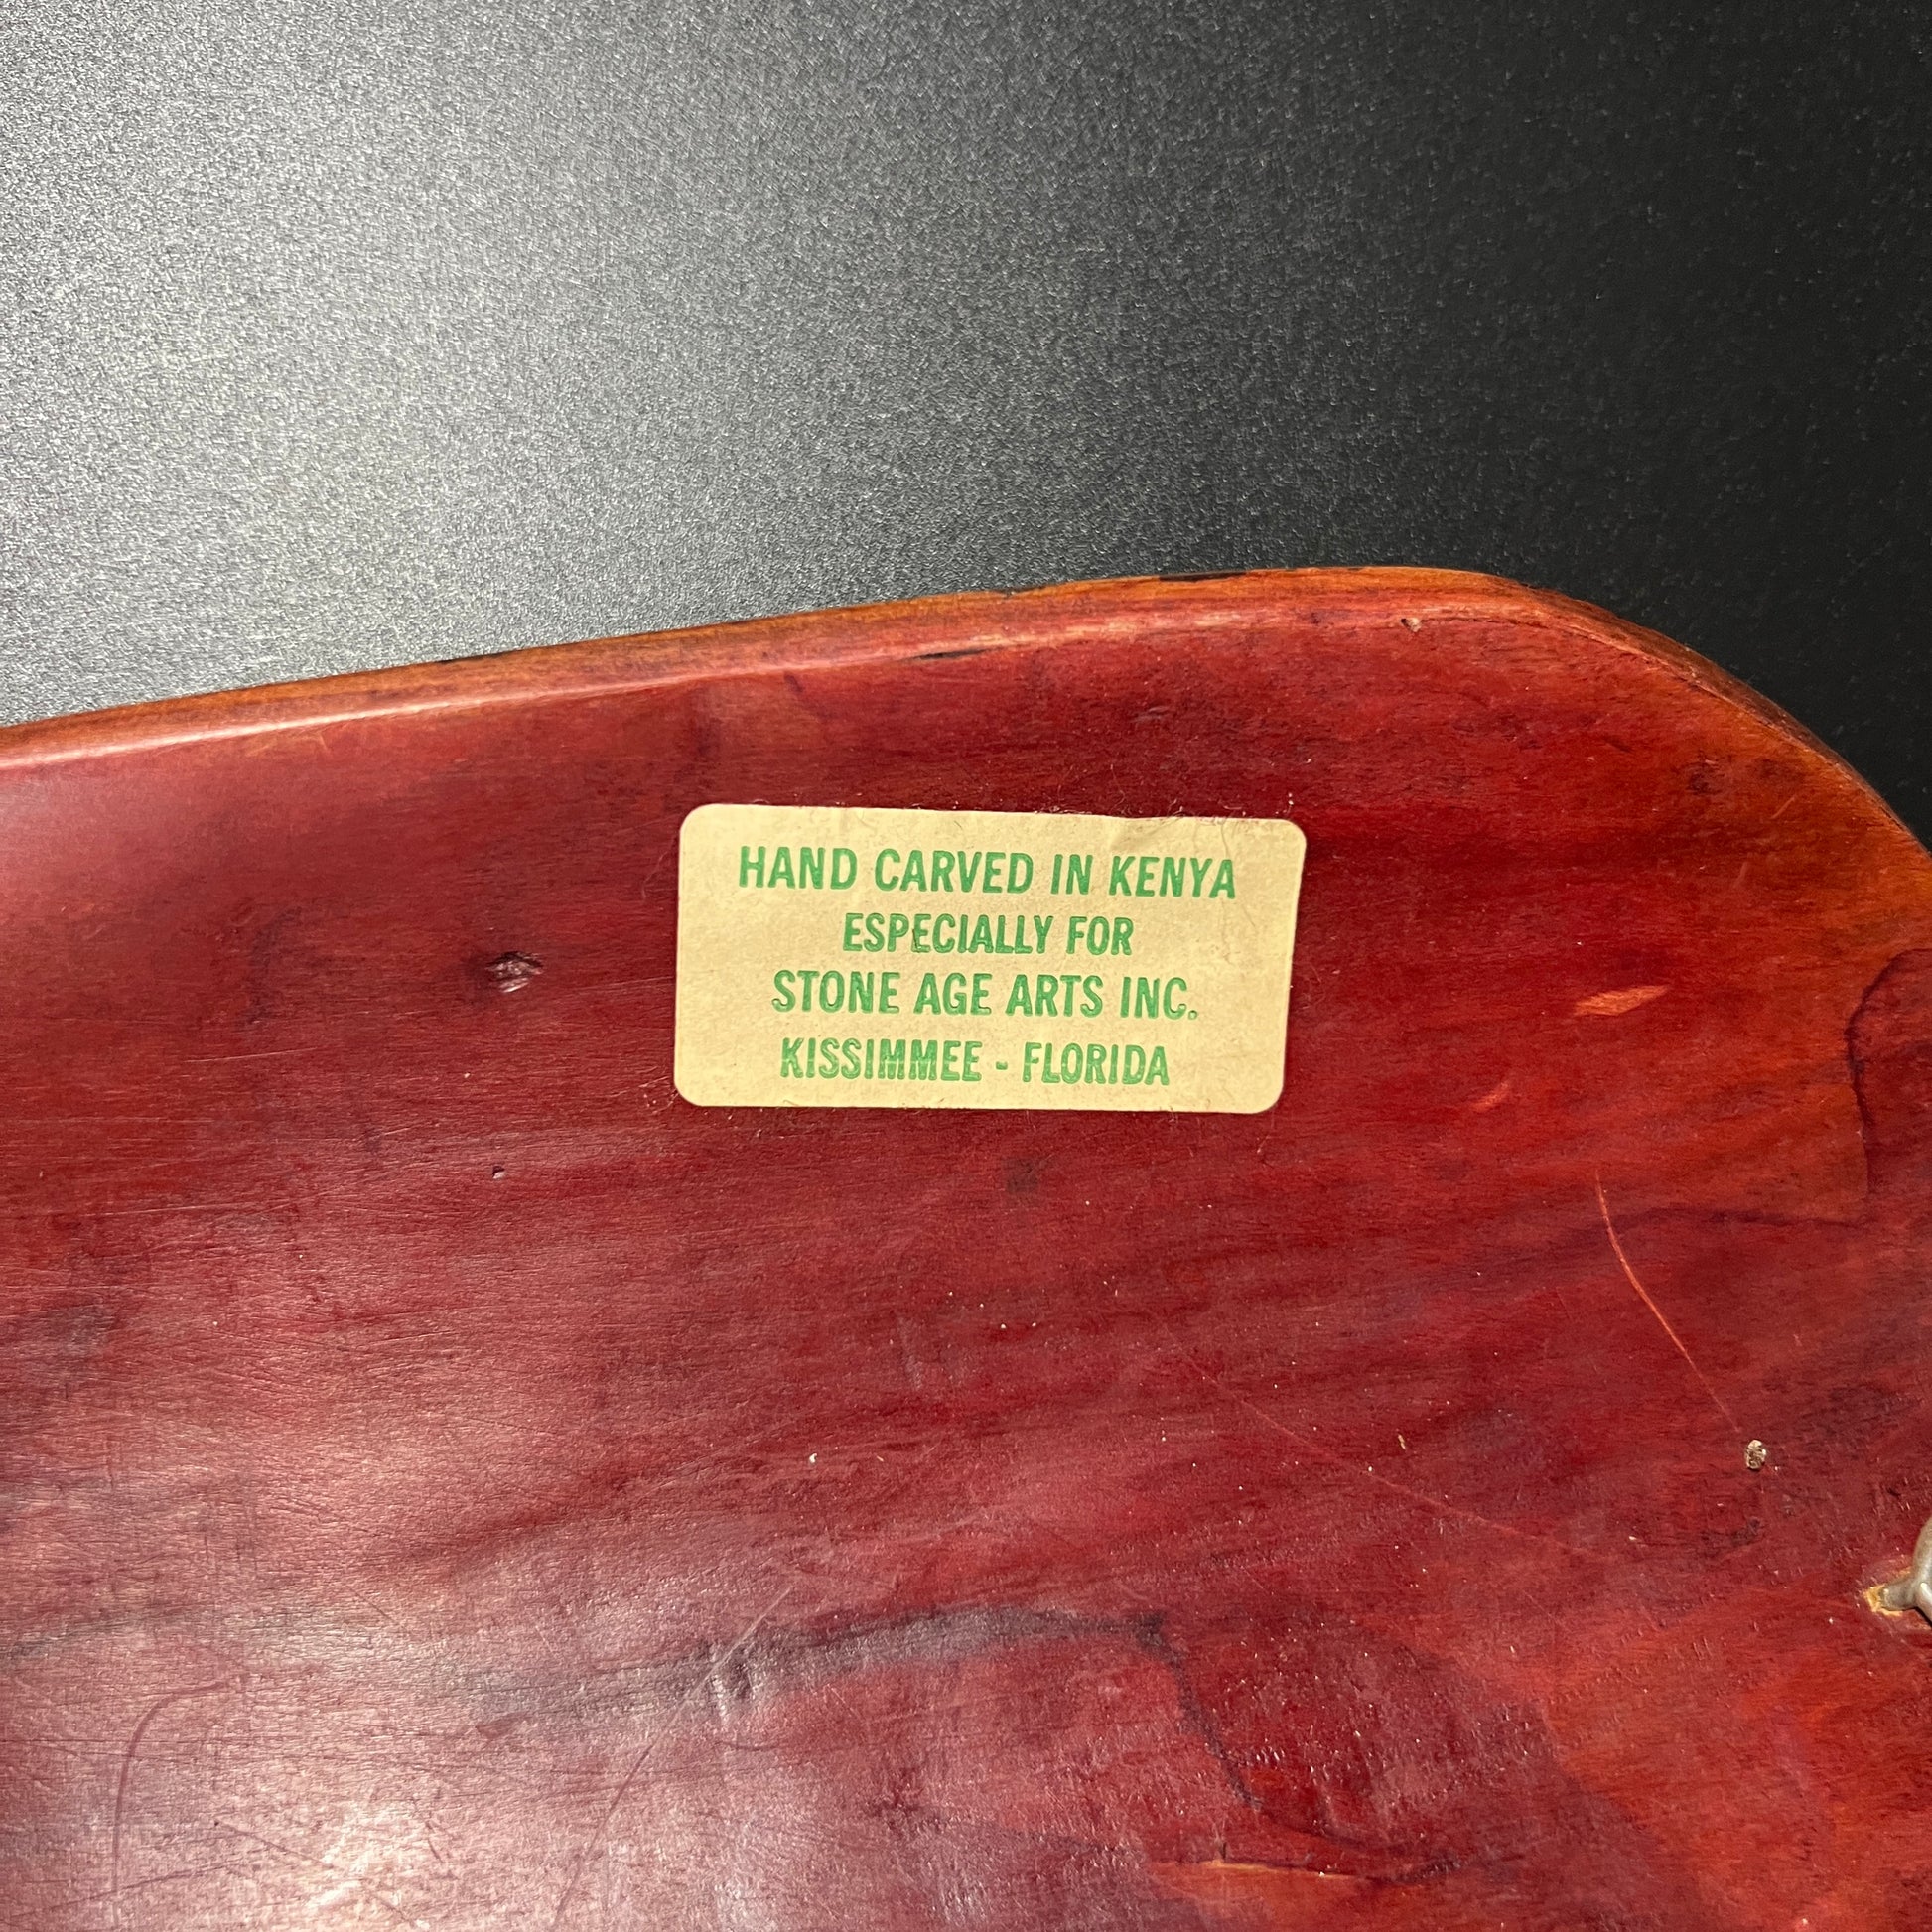 HAND CARVED IN KENYA
ESPECIALLY FOR
STONE AGE ARTS INC.
KISSIMMEE - FLORIDA